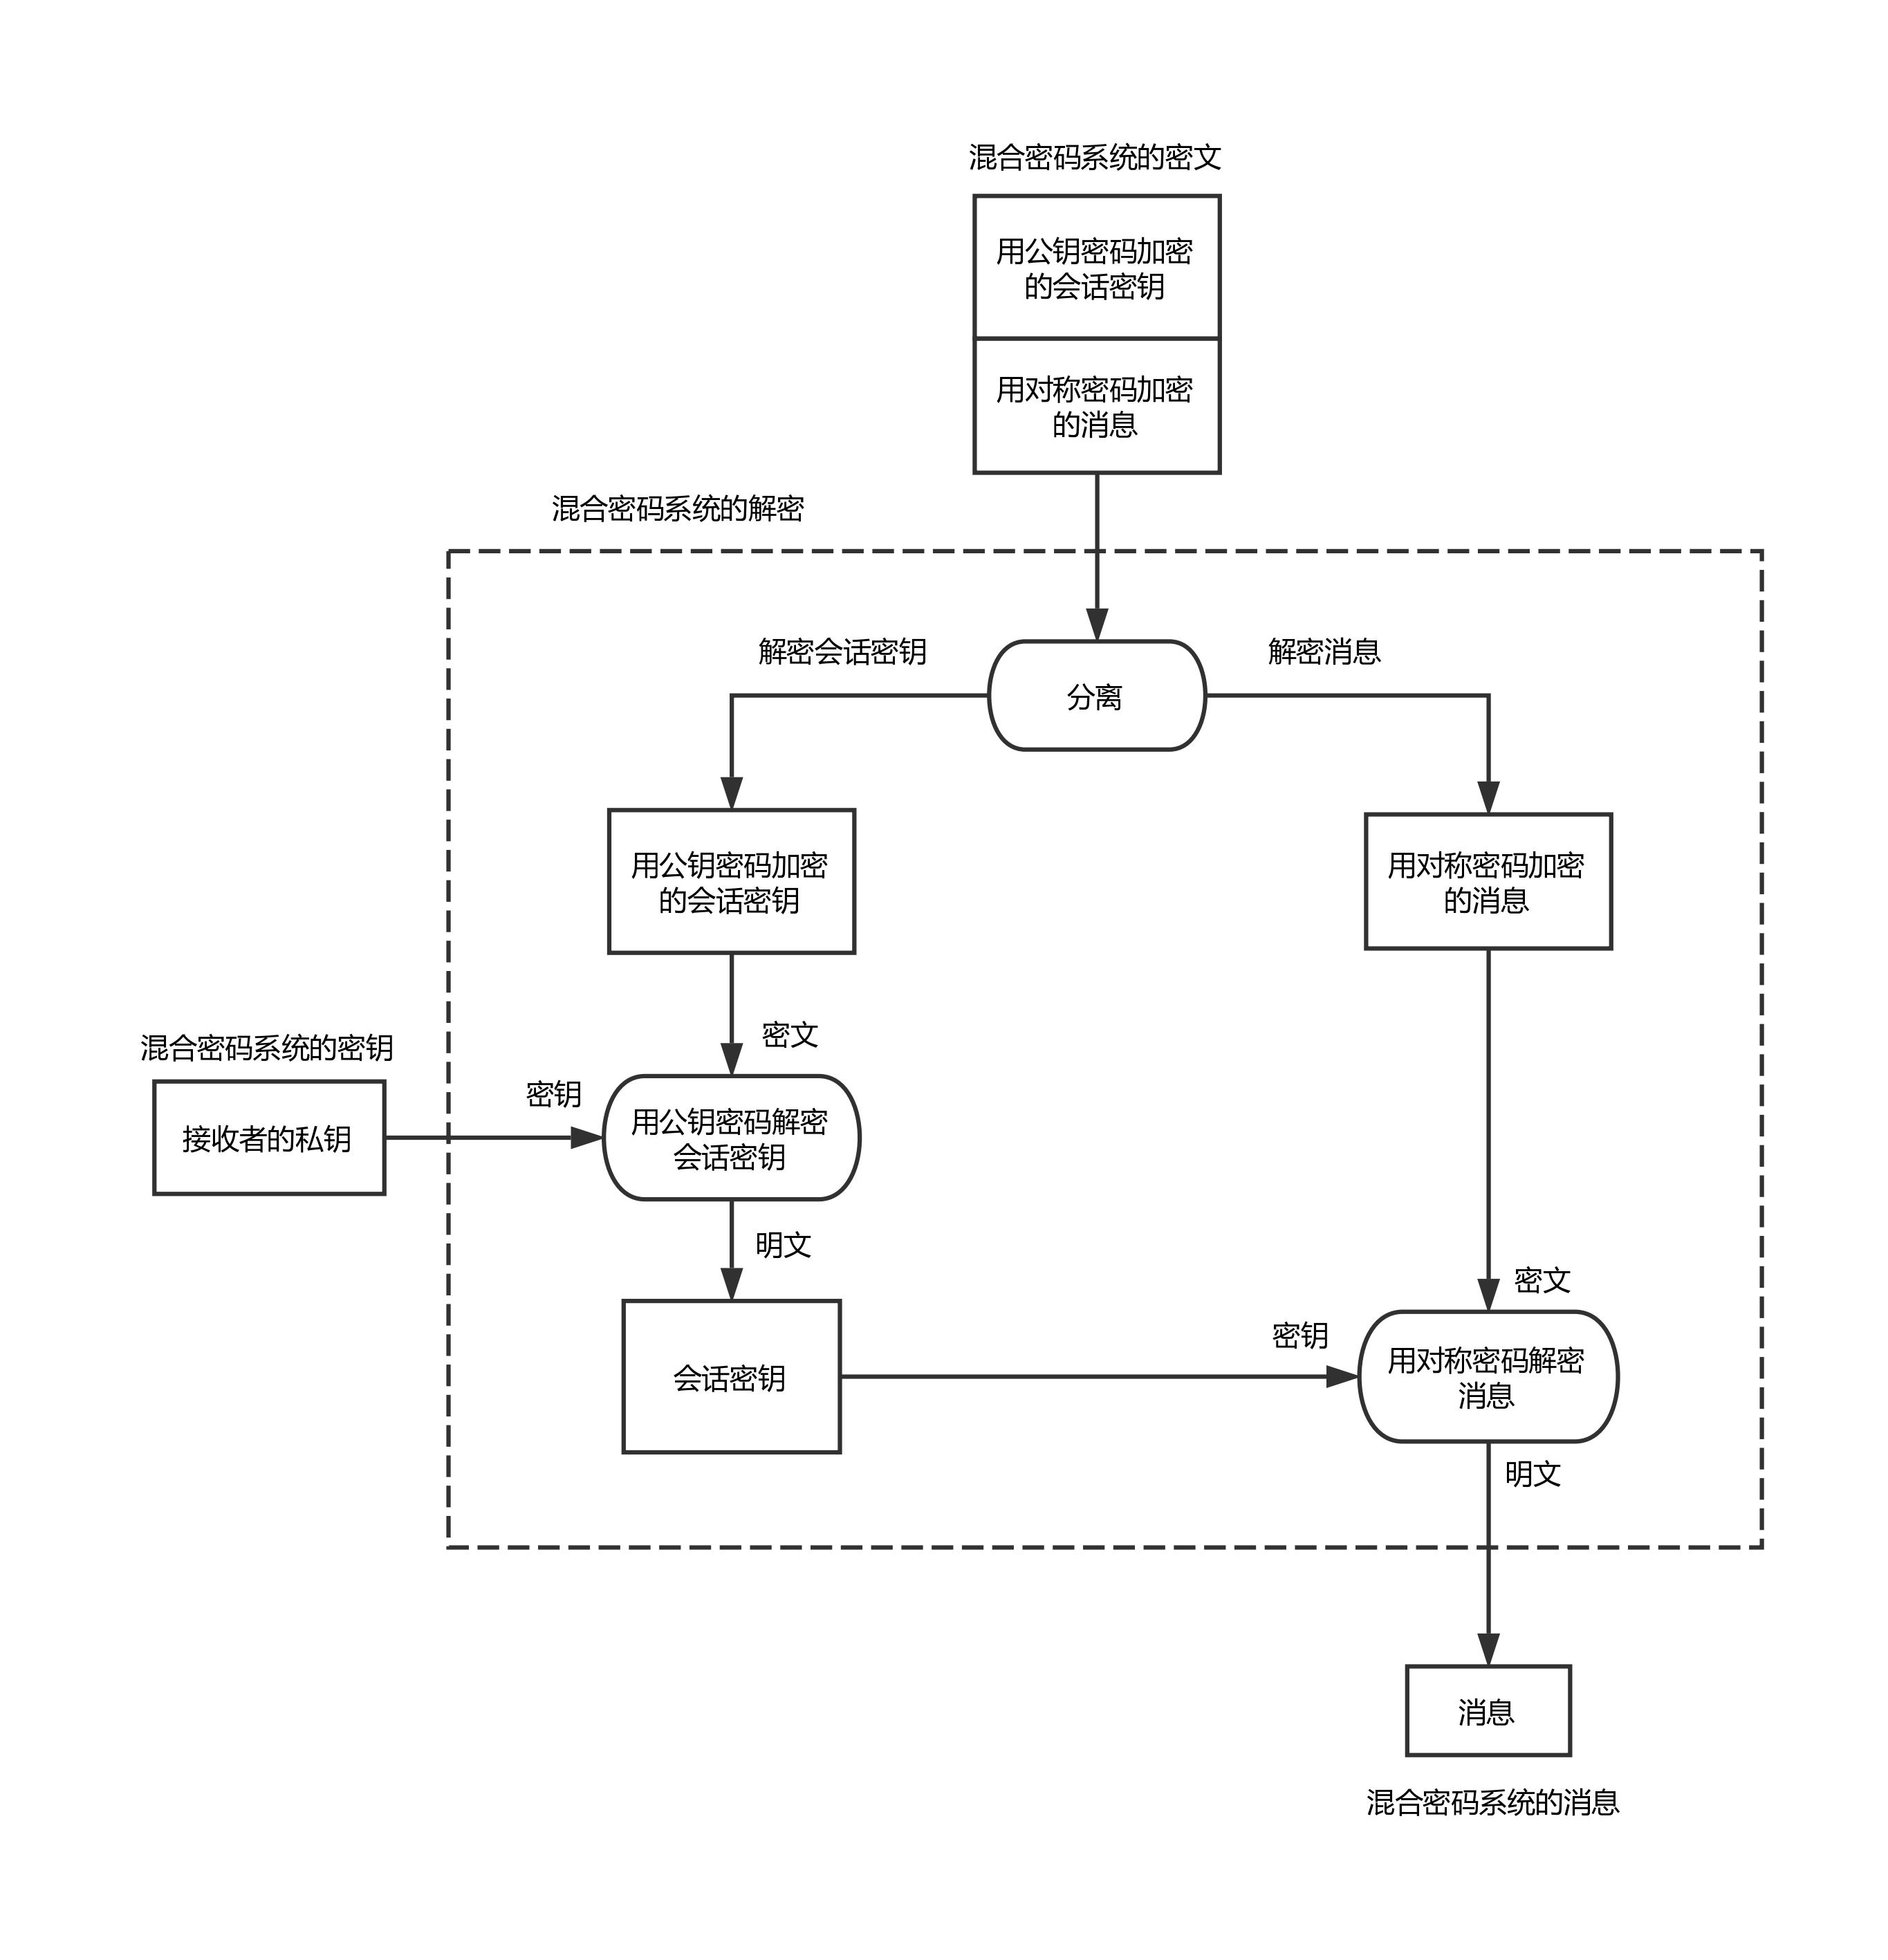 混合密码系统的密文
用公钥密码加密
的会话密钥
用对称密码加密
的消息
混合密码系统的解密
解密会话密钥
解密消息
分离
用公钥密码加密
的会话密钥
用对称密码加密
的消息
密文
混合密码系统的密钥
密钥
接收者的私钥
用公钥密码解密
会话密钥
明文
密文
密钥
会话密钥
用对称密码解密
消息
明文
消息
混合密码系统的消息